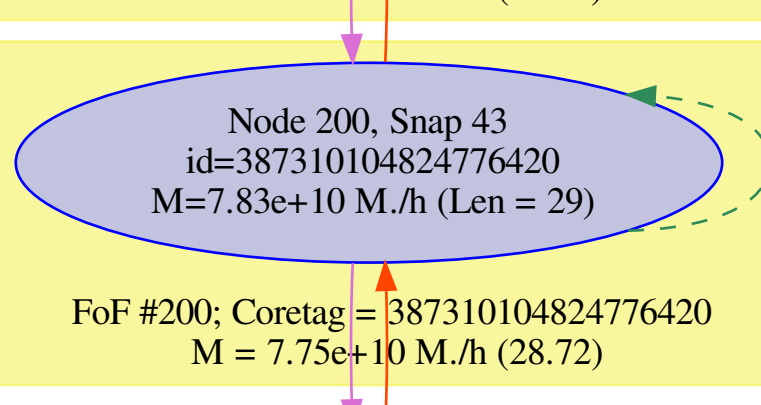 Node 200, Snap 43
id=387310104824776420
M=7.83e+10 M./h (Len = 29)
FoF #200; Coretag = 387310104824776420
M = 7.75e+10 M./h (28.72)